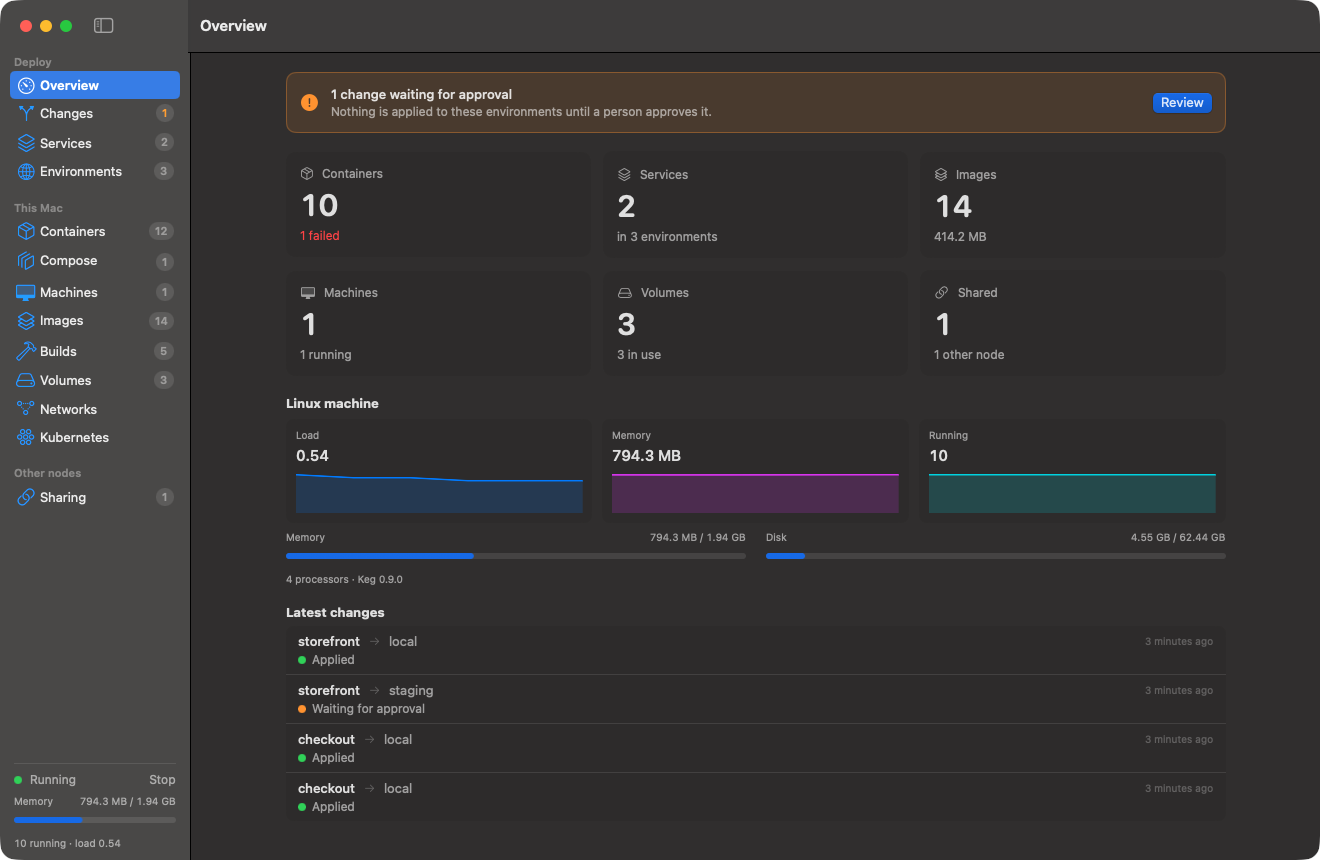 Overview
Deploy
Overview
Changes 1
Services 2
Environments 3
This Mac
Containers 12
Compose 1
Machines 1
Images 14
Builds 5
Volumes 3
Networks
Kubernetes
Other nodes
Sharing 1
Running Stop
Memory 794.3 MB / 1.94 GB
10 running · load 0.54
1 change waiting for approval
Nothing is applied to these environments until a person approves it.
Review
Containers
10
1 failed
Services
2
in 3 environments
Images
14
414.2 MB
Machines
1
1 running
Volumes
3
3 in use
Shared
1
1 other node
Linux machine
Load
0.54
Memory
794.3 MB
Running
10
Memory 794.3 MB / 1.94 GB
Disk 4.55 GB / 62.44 GB
4 processors · Keg 0.9.0
Latest changes
storefront → local 3 minutes ago
Applied
storefront → staging 3 minutes ago
Waiting for approval
checkout → local 3 minutes ago
Applied
checkout → local 3 minutes ago
Applied